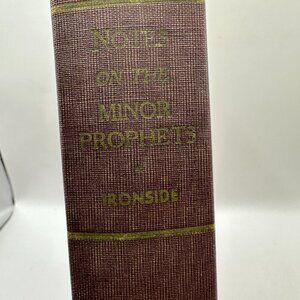 NOTES
ON THE
MINOR
PROPHETS
IRONSIDE